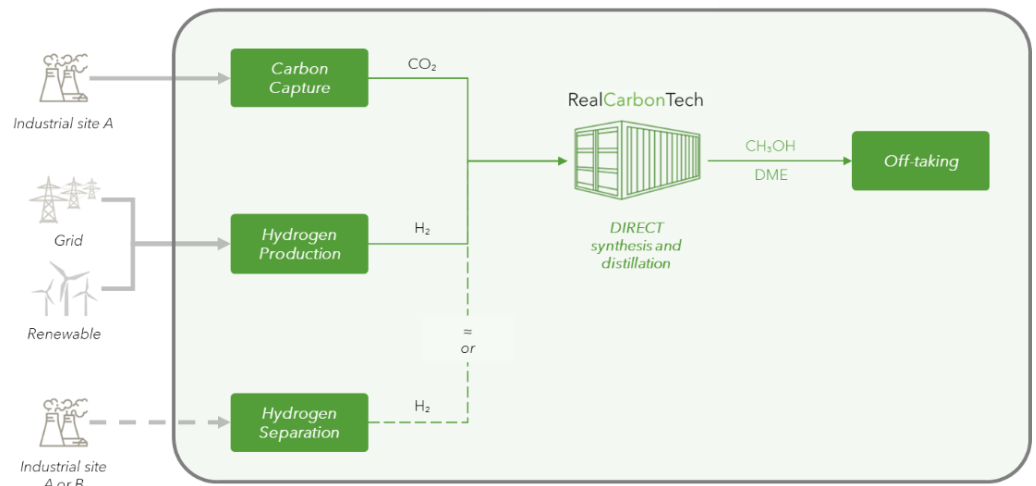 Industrial site A
Carbon
Capture
CO₂
RealCarbonTech
CH₃OH
DME
Off-taking
DIRECT
synthesis and
distillation
Grid
Renewable
Hydrogen
Production
H₂
≈
or
Industrial site
A or B
Hydrogen
Separation
H₂